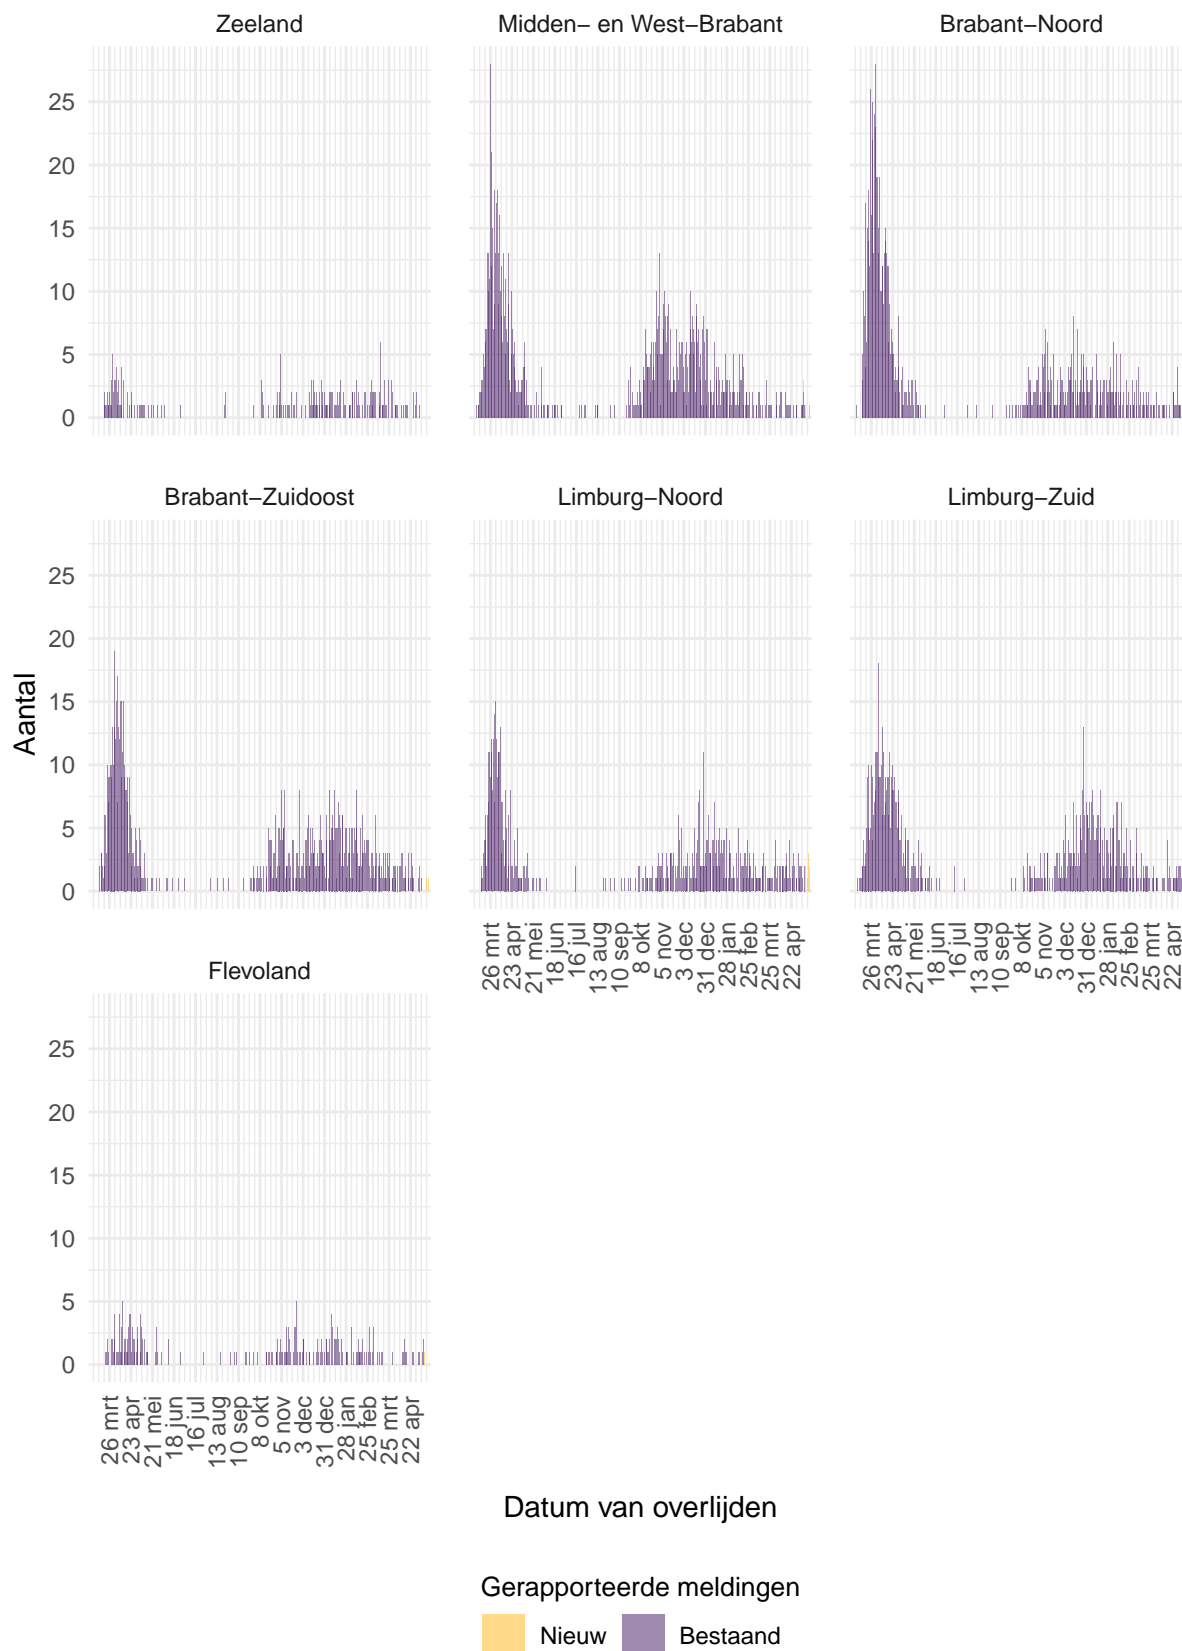 Zeeland Midden− en West−Brabant Brabant−Noord
25
20
15
10
5
0
Brabant−Zuidoost Limburg−Noord Limburg−Zuid
25
20
15
10
5
0
Aantal
26 mrt 23 apr 21 mei 18 jun 16 jul 13 aug 10 sep 8 okt 5 nov 3 dec 31 dec 28 jan 25 feb 25 mrt 22 apr
26 mrt 23 apr 21 mei 18 jun 16 jul 13 aug 10 sep 8 okt 5 nov 3 dec 31 dec 28 jan 25 feb 25 mrt 22 apr
Flevoland
25
20
15
10
5
0
26 mrt 23 apr 21 mei 18 jun 16 jul 13 aug 10 sep 8 okt 5 nov 3 dec 31 dec 28 jan 25 feb 25 mrt 22 apr
Datum van overlijden
Gerapporteerde meldingen
Nieuw Bestaand